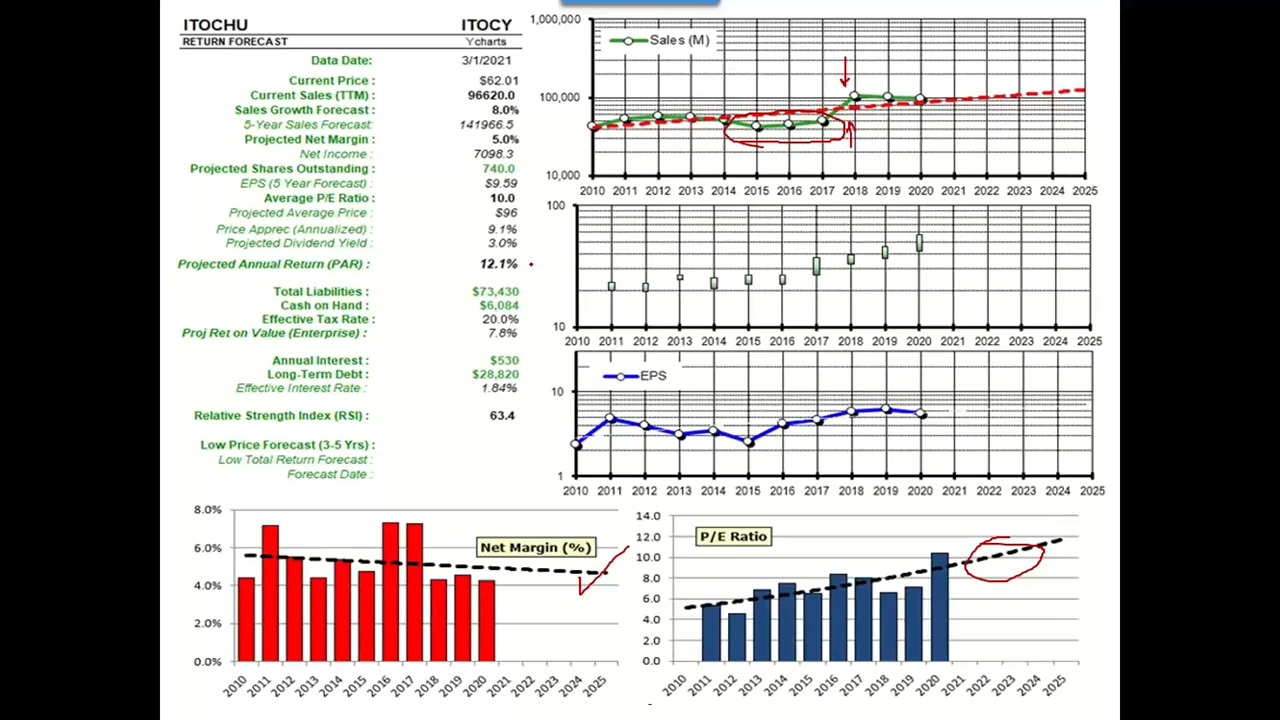 ITOCHU ITOCY
RETURN FORECAST Ycharts
Data Date: 3/1/2021
Current Price : $62.01
Current Sales (TTM) 96620.0
Sales Growth Forecast : 8.0%
5-Year Sales Forecast: 141966.5
Projected Net Margin : 5.0%
Net Income : 7098.3
Projected Shares Outstanding : 740.0
EPS (5 Year Forecast) : $9.59
Average P/E Ratio : 10.0
Projected Average Price : $96
Price Apprec (Annualized) : 9.1%
Projected Dividend Yield : 3.0%
Projected Annual Return (PAR) : 12.1%
Total Liabilities : $73,430
Cash on Hand : $6,084
Effective Tax Rate : 20.0%
Proj Ret on Value (Enterprise) : 7.8%
Annual Interest : $530
Long-Term Debt : $28,820
Effective Interest Rate : 1.84%
Relative Strength Index (RSI) : 63.4
Low Price Forecast (3-5 Yrs) :
Low Total Return Forecast :
Forecast Date :
1,000,000
Sales (M)
100,000
10,000
2010 2011 2012 2013 2014 2015 2016 2017 2018 2019 2020 2021 2022 2023 2024 2025
100
10
2010 2011 2012 2013 2014 2015 2016 2017 2018 2019 2020 2021 2022 2023 2024 2025
EPS
10
1
2010 2011 2012 2013 2014 2015 2016 2017 2018 2019 2020 2021 2022 2023 2024 2025
8.0%
Net Margin (%)
6.0%
4.0%
2.0%
0.0%
2010 2011 2012 2013 2014 2015 2016 2017 2018 2019 2020 2021 2022 2023 2024 2025
14.0
P/E Ratio
12.0
10.0
8.0
6.0
4.0
2.0
0.0
2010 2011 2012 2013 2014 2015 2016 2017 2018 2019 2020 2021 2022 2023 2024 2025